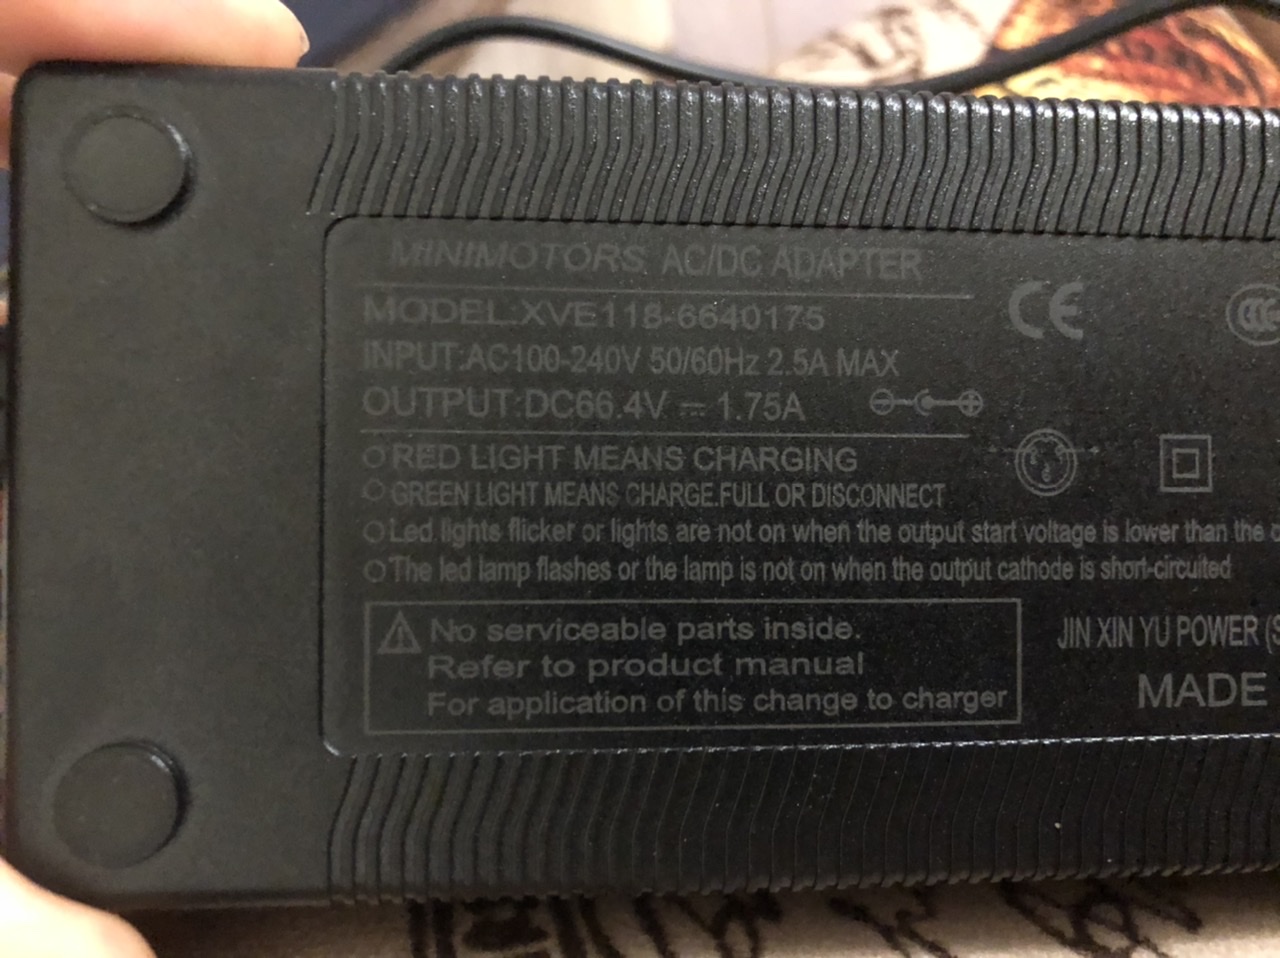 MINIMOTORS AC/DC ADAPTER
MODEL:XVE118-6640175
INPUT:AC100-240V 50/60Hz 2.5A MAX
OUTPUT:DC66.4V ⎓ 1.75A
CE
RED LIGHT MEANS CHARGING
GREEN LIGHT MEANS CHARGE.FULL OR DISCONNECT
Led lights flicker or lights are not on when the output start voltage is lower than the
The led lamp flashes or the lamp is not on when the output cathode is short-circuited
No serviceable parts inside.
Refer to product manual
For application of this change to charger
JIN XIN YU POWER
MADE